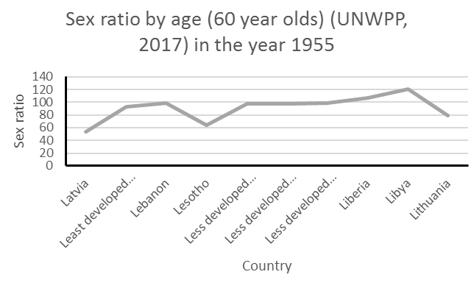 Sex ratio by age (60 year olds) (UNWPP,
2017) in the year 1955
Sex ratio
140
120
100
80
60
40
20
0
Latvia
Least developed...
Lebanon
Lesotho
Less developed...
Less developed...
Less developed...
Liberia
Libya
Lithuania
Country